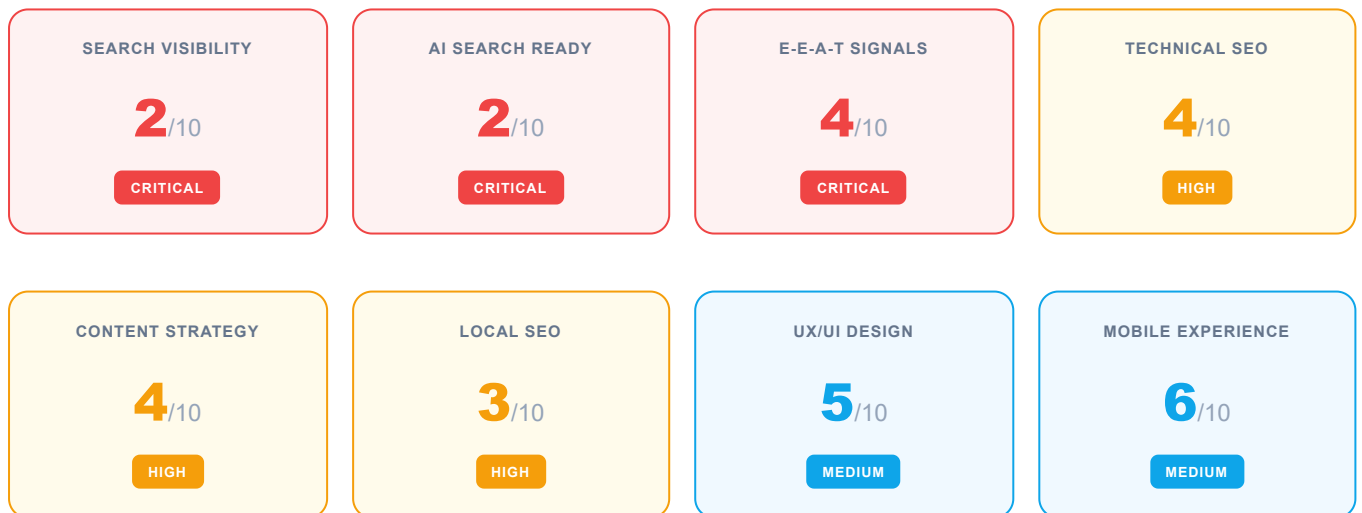 SEARCH VISIBILITY
2/10
CRITICAL
AI SEARCH READY
2/10
CRITICAL
E-E-A-T SIGNALS
4/10
CRITICAL
TECHNICAL SEO
4/10
HIGH
CONTENT STRATEGY
4/10
HIGH
LOCAL SEO
3/10
HIGH
UX/UI DESIGN
5/10
MEDIUM
MOBILE EXPERIENCE
6/10
MEDIUM